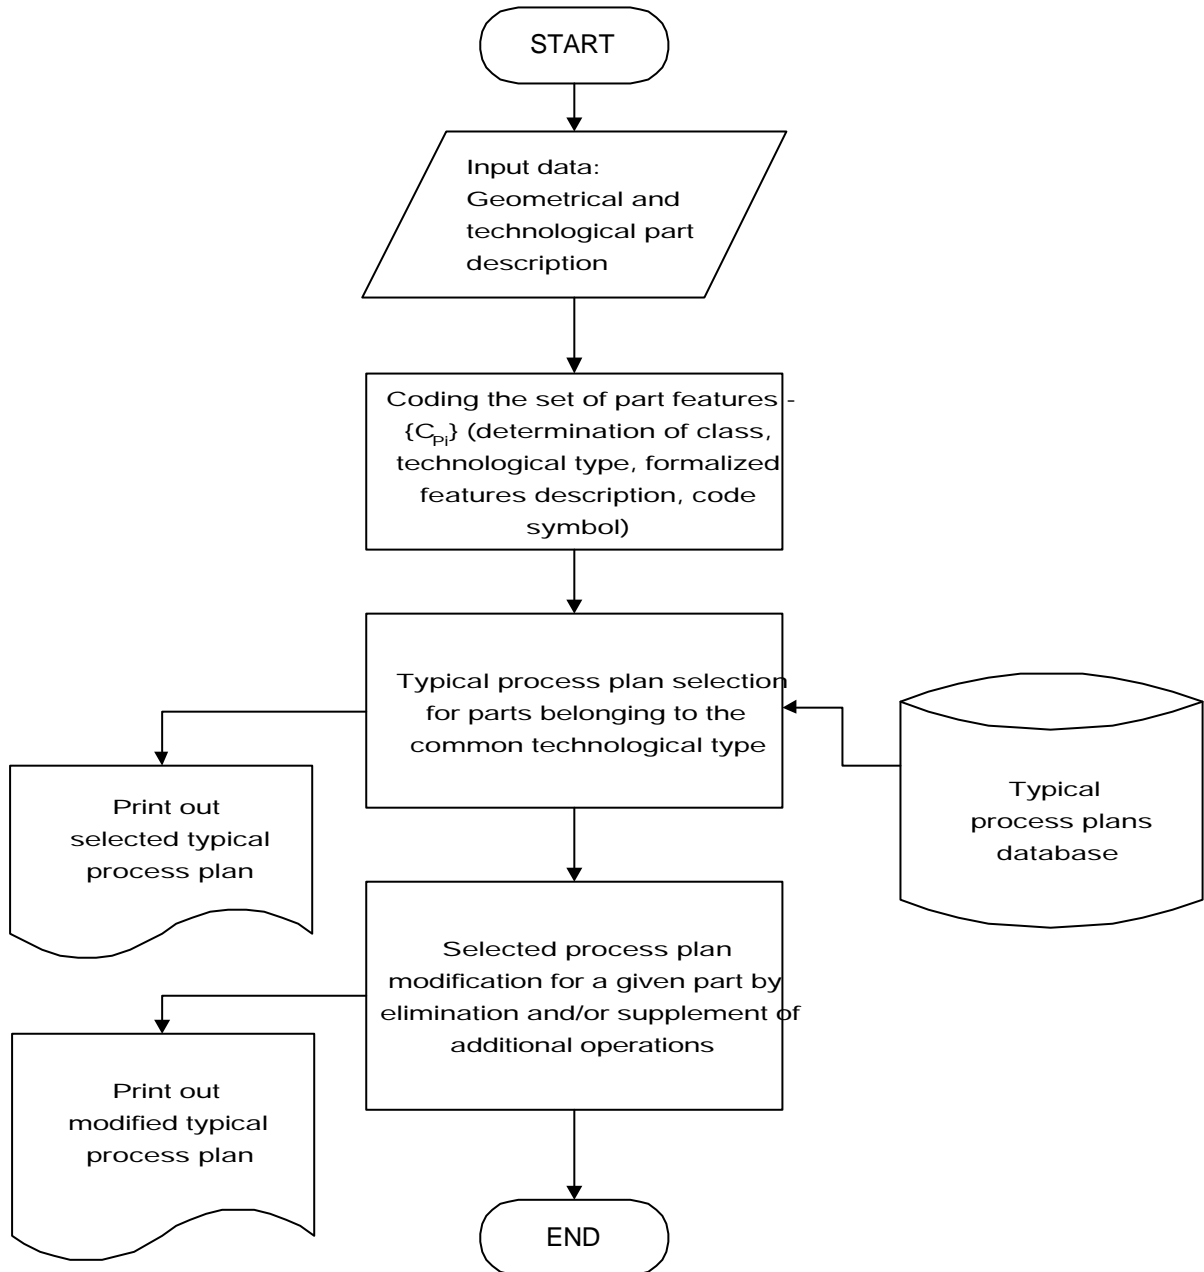 START
Input data:
Geometrical and
technological part
description
Coding the set of part features -
{C_Pi} (determination of class,
technological type, formalized
features description, code
symbol)
Typical process plan selection
for parts belonging to the
common technological type
Print out
selected typical
process plan
Typical
process plans
database
Selected process plan
modification for a given part by
elimination and/or supplement of
additional operations
Print out
modified typical
process plan
END